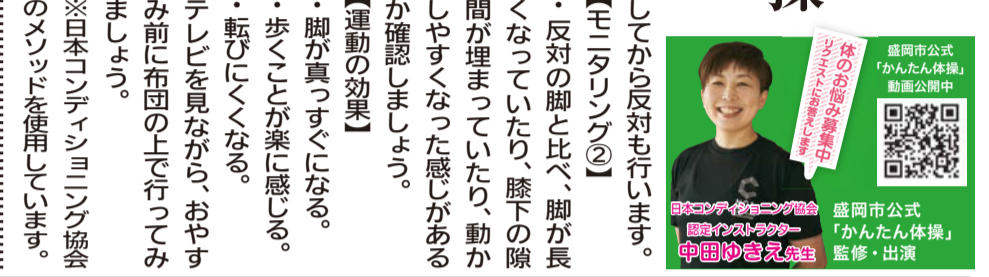 操
してから反対も行います。
【モニタリング②】
・反対の脚と比べ、脚が長
くなっていたり、膝下の隙
間が埋まっていたり、動か
しやすくなった感じがある
か確認しましょう。
【運動の効果】
・脚が真っすぐになる。
・歩くことが楽に感じる。
・転びにくくなる。
テレビを見ながら、おやす
み前に布団の上で行ってみ
ましょう。
※日本コンディショニング協会
のメソッドを使用しています。
体のお悩み募集中
リクエストにお答えします
盛岡市公式
「かんたん体操」
動画公開中
日本コンディショニング協会
認定インストラクター
中田ゆきえ先生
盛岡市公式
「かんたん体操」
監修・出演